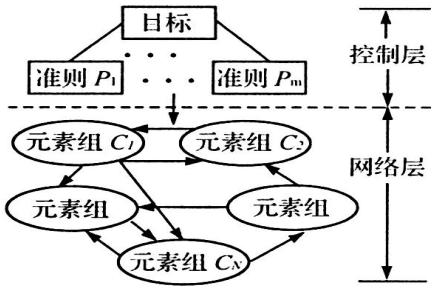 目标
控制层
准则 P1
准则 Pm
元素组 C1
元素组 C2
网络层
元素组
元素组
元素组 CN